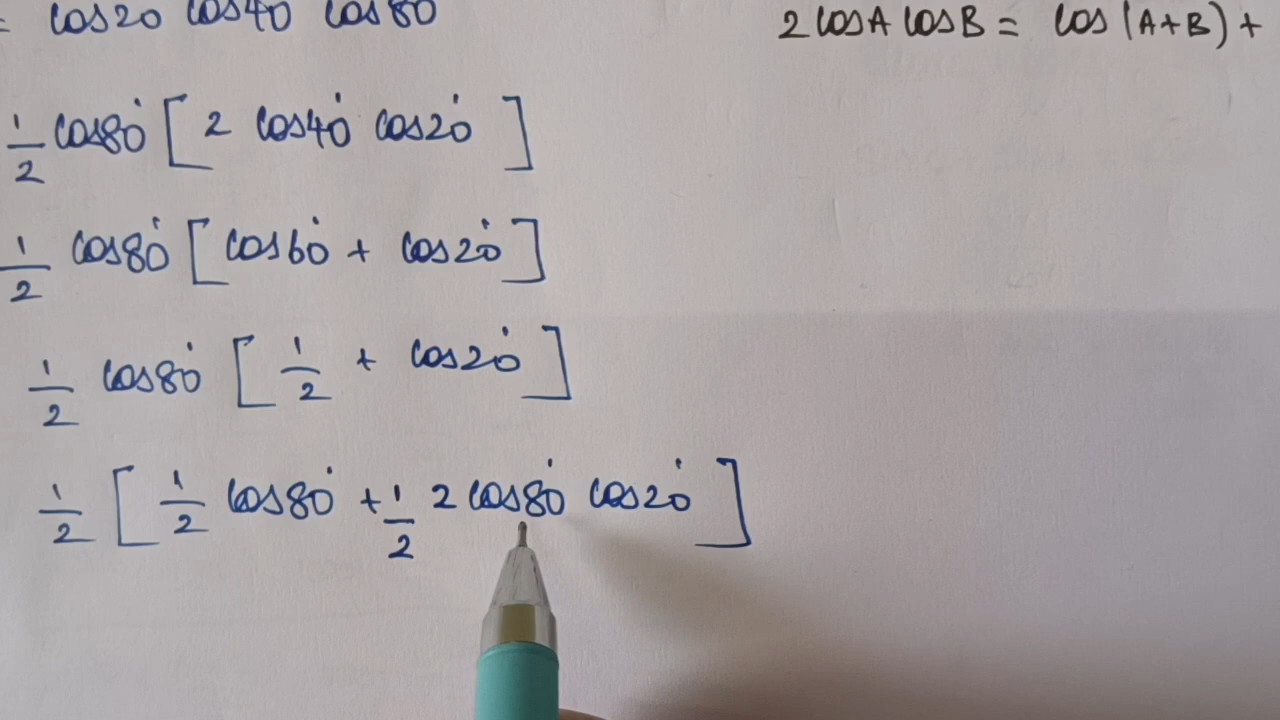 = cos20 cos40 cos80
2 cosA cosB = cos(A+B) +
1/2 cos80° [ 2 cos40° cos20° ]
1/2 cos80° [ cos60° + cos20° ]
1/2 cos80° [ 1/2 + cos20° ]
1/2 [ 1/2 cos80° + 1/2 2 cos80° cos20° ]